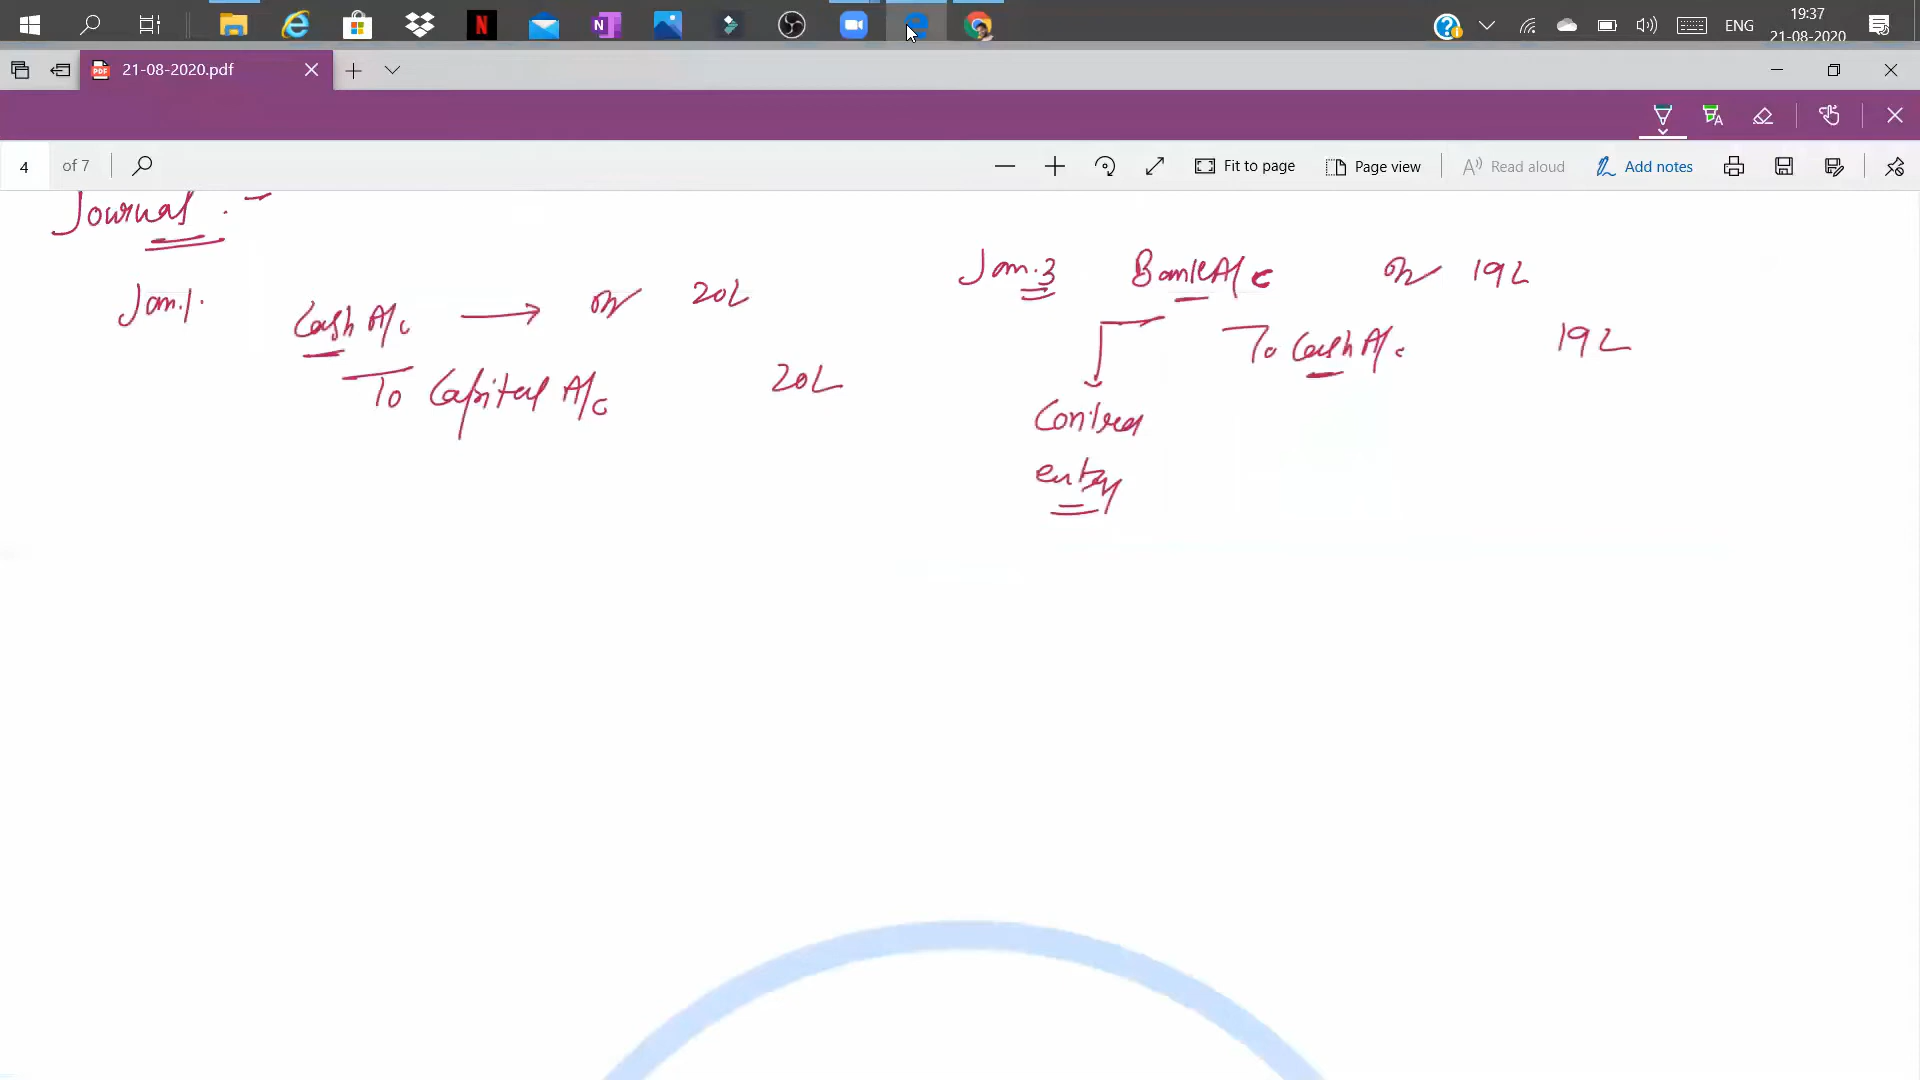 19:37
ENG
21-08-2020
21-08-2020.pdf
4 of 7
Fit to page
Page view
Read aloud
Add notes
Journal :-
Jan.1. Cash A/c → Dr 20L
To Capital A/c 20L
Jan.3 Bank A/c Dr 19L
To Cash A/c 19L
Contra
entry